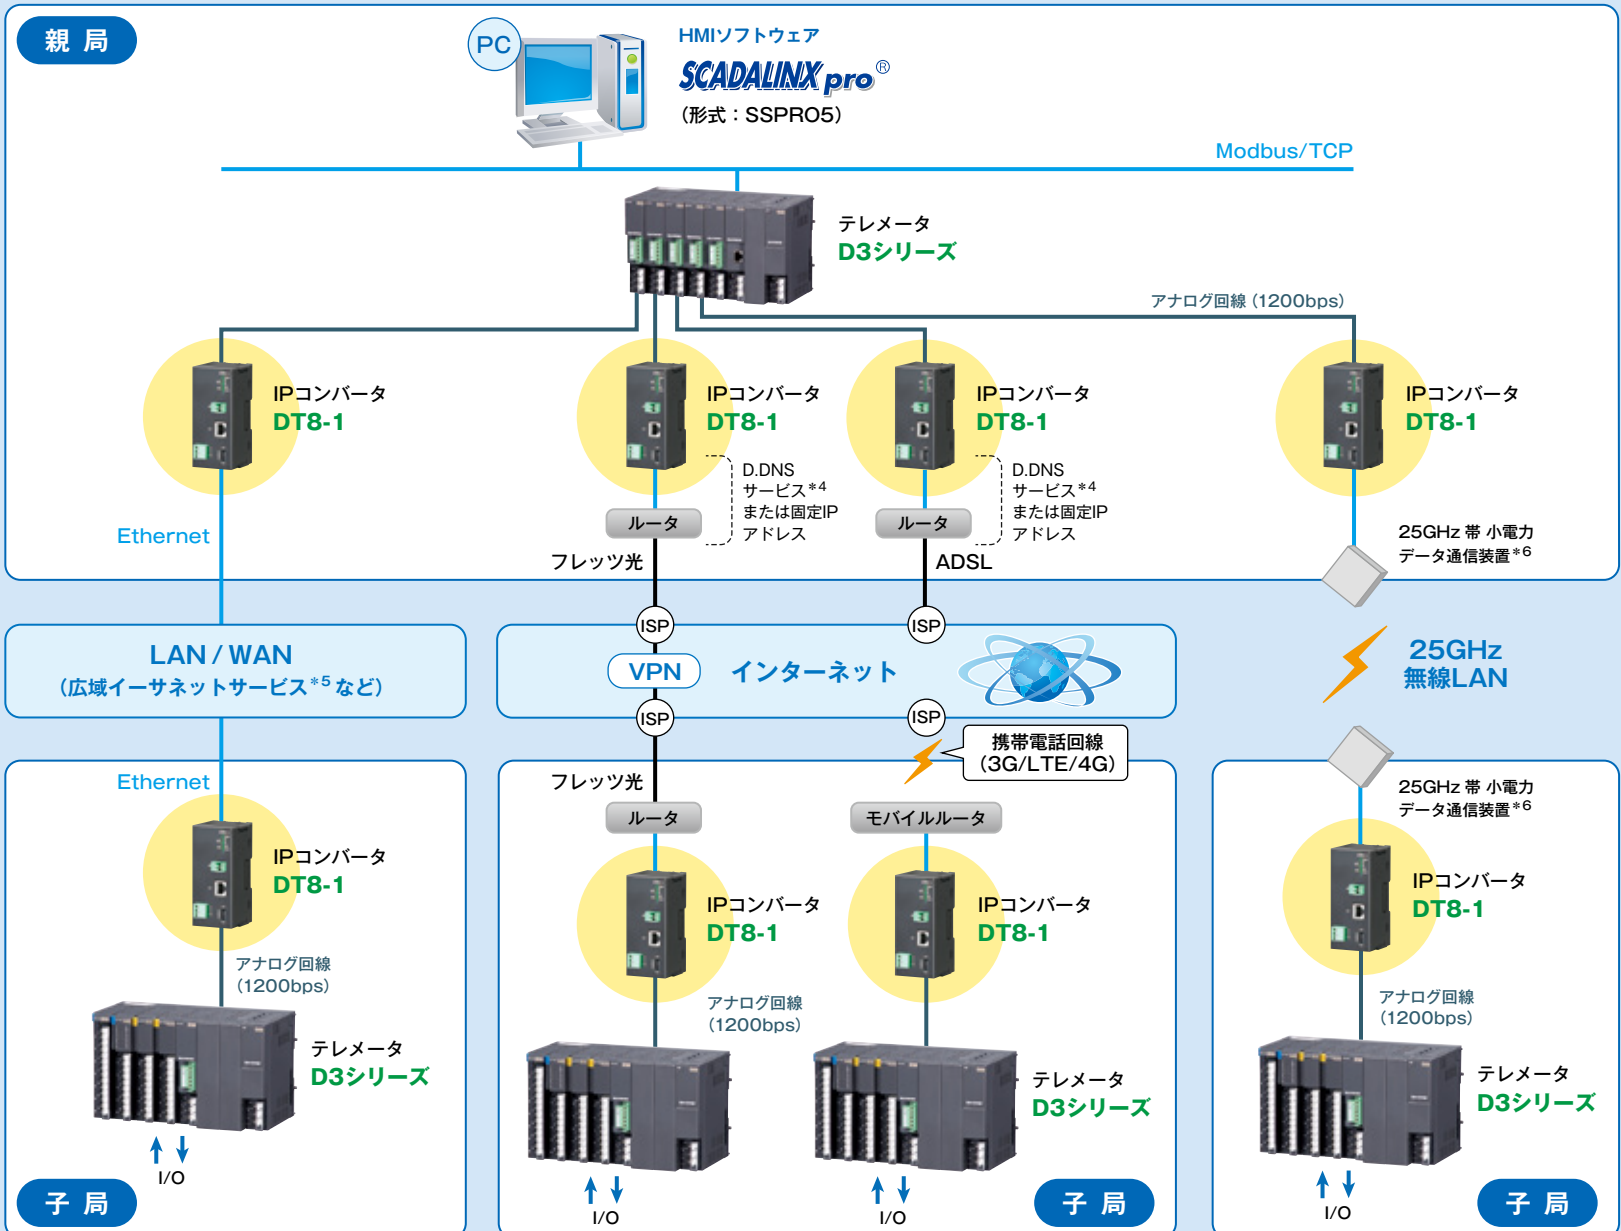 親 局
PC
HMIソフトウェア
SCADALINX pro®
(形式:SSPRO5)
Modbus/TCP
テレメータ
D3シリーズ
アナログ回線(1200bps)
IPコンバータ
DT8-1
IPコンバータ
DT8-1
IPコンバータ
DT8-1
IPコンバータ
DT8-1
D.DNS
サービス*4
または固定IP
アドレス
D.DNS
サービス*4
または固定IP
アドレス
Ethernet
ルータ
フレッツ光
ルータ
ADSL
25GHz 帯 小電力
データ通信装置*6
ISP
ISP
LAN / WAN
(広域イーサネットサービス*5 など)
VPN
インターネット
25GHz
無線LAN
ISP
ISP
携帯電話回線
(3G/LTE/4G)
Ethernet
フレッツ光
ルータ
モバイルルータ
25GHz 帯 小電力
データ通信装置*6
IPコンバータ
DT8-1
IPコンバータ
DT8-1
IPコンバータ
DT8-1
IPコンバータ
DT8-1
アナログ回線
(1200bps)
アナログ回線
(1200bps)
アナログ回線
(1200bps)
テレメータ
D3シリーズ
テレメータ
D3シリーズ
テレメータ
D3シリーズ
I/O
I/O
I/O
I/O
子 局
子 局
子 局